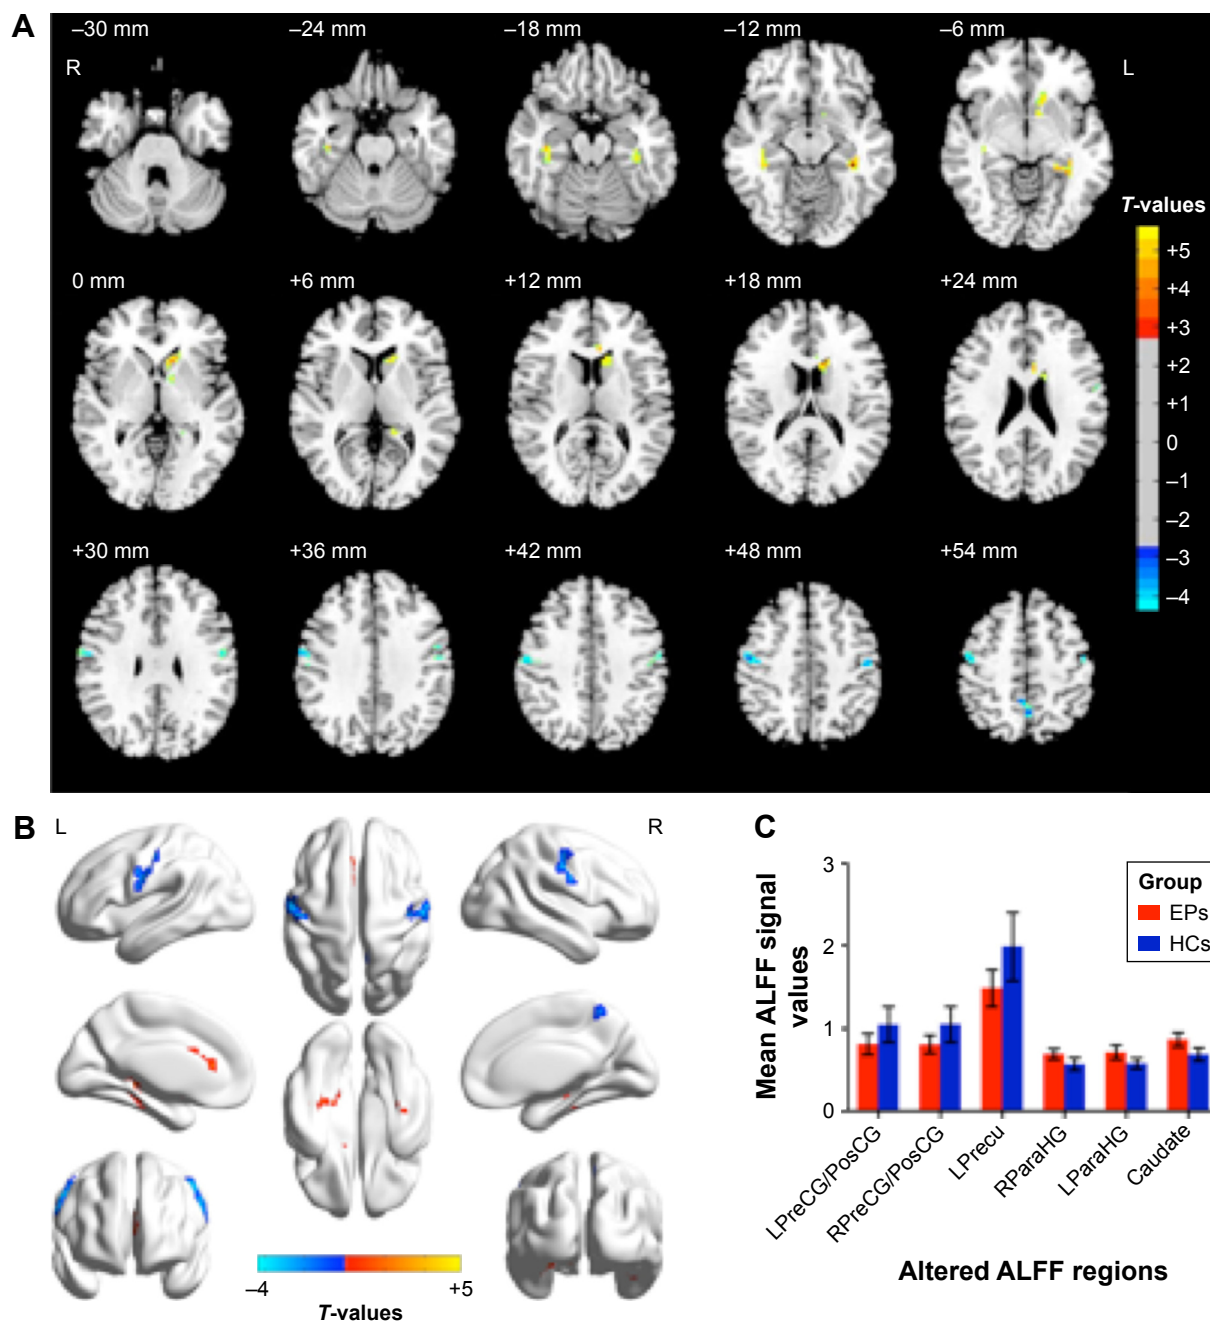 A
–30 mm
–24 mm
–18 mm
–12 mm
–6 mm
R
L
T-values
0 mm
+6 mm
+12 mm
+18 mm
+24 mm
+5
+4
+3
+2
+1
0
–1
–2
–3
–4
+30 mm
+36 mm
+42 mm
+48 mm
+54 mm
B
L
R
–4
+5
T-values
C
Mean ALFF signal
values
3
2
1
0
Group
EPs
HCs
LPreCG/PosCG
RPreCG/PosCG
LPrecu
RParaHG
LParaHG
Caudate
Altered ALFF regions